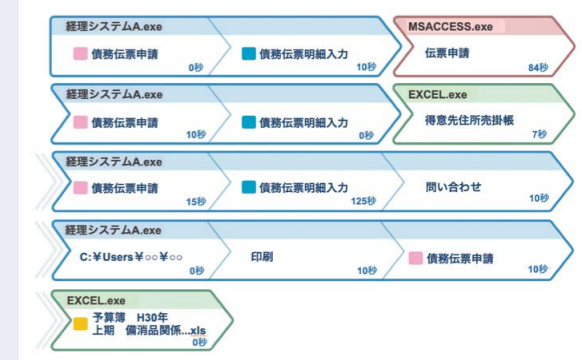 経理システムA.exe
MSACCESS.exe
債務伝票申請
0秒
債務伝票明細入力
10秒
伝票申請
84秒
経理システムA.exe
EXCEL.exe
債務伝票申請
10秒
債務伝票明細入力
0秒
得意先住所売掛帳
7秒
経理システムA.exe
債務伝票申請
15秒
債務伝票明細入力
125秒
問い合わせ
10秒
経理システムA.exe
C:¥Users¥○○¥○○
0秒
印刷
10秒
債務伝票申請
10秒
EXCEL.exe
予算簿 H30年
上期 備消品関係...xls
0秒